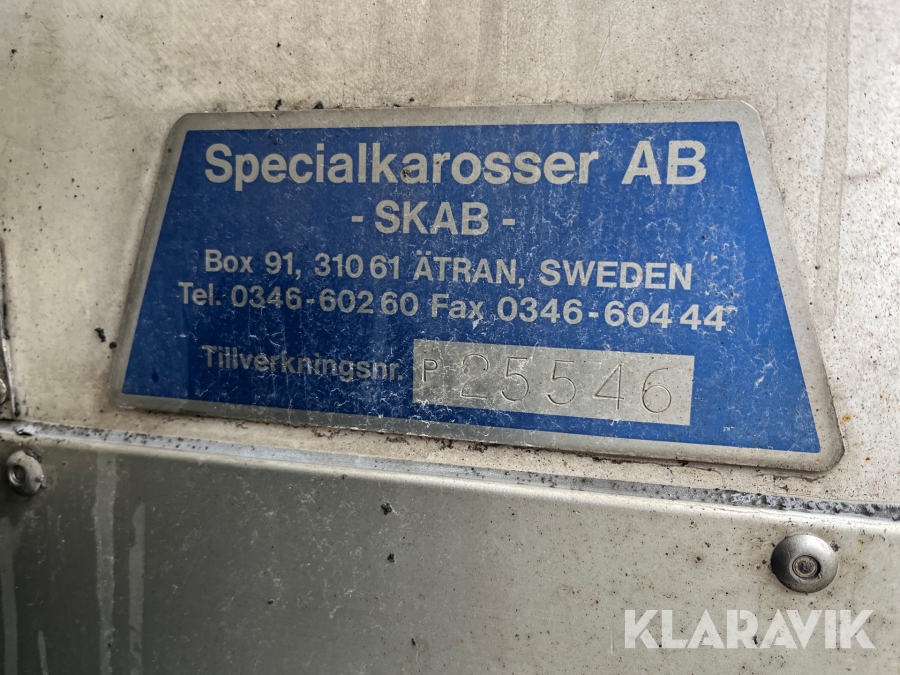 Specialkarosser AB
- SKAB -
Box 91, 310 61 ÄTRAN, SWEDEN
Tel. 0346-602 60 Fax 0346-604 44
Tillverkningsnr. P 25546
KLARAVIK